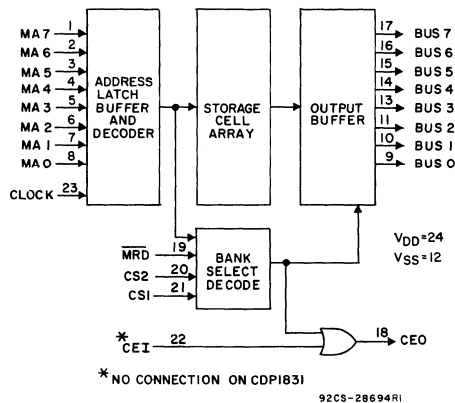 MA 7 1
MA 6 2
MA 5 3
MA 4 4
MA 3 5
MA 2 6
MA 1 7
MA 0 8
CLOCK 23
ADDRESS
LATCH
BUFFER
AND
DECODER
STORAGE
CELL
ARRAY
OUTPUT
BUFFER
17 BUS 7
16 BUS 6
15 BUS 5
14 BUS 4
13 BUS 3
11 BUS 2
10 BUS 1
9 BUS 0
MRD 19
CS2 20
CS1 21
BANK
SELECT
DECODE
VDD=24
VSS=12
*CEI 22
18 CEO
*NO CONNECTION ON CDP1831
92CS-28694R1